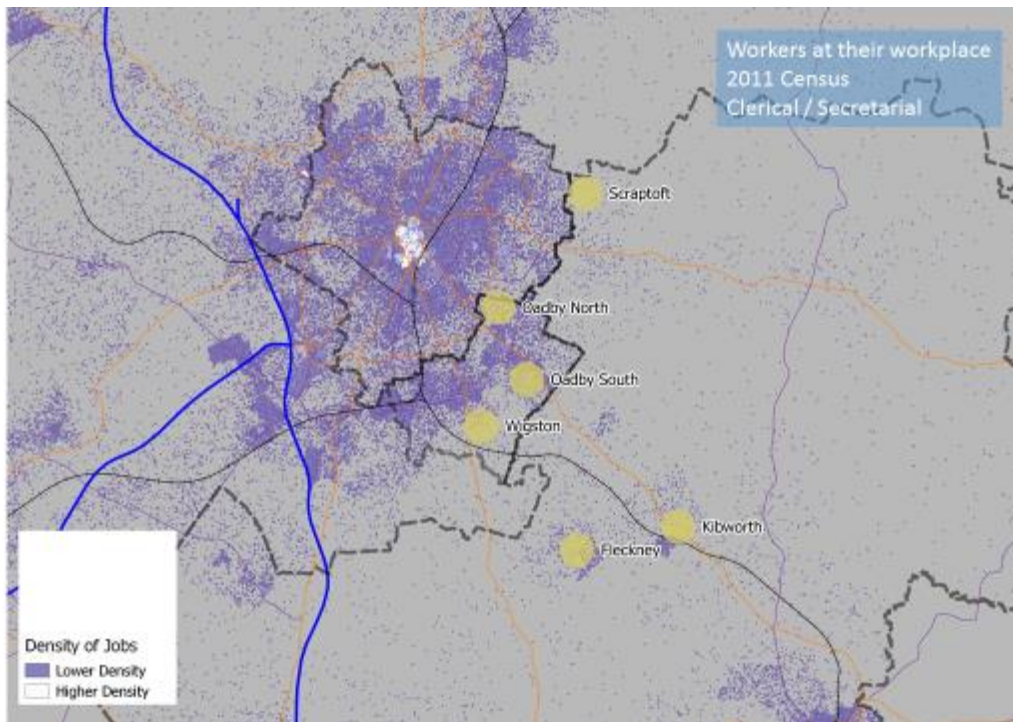 Workers at their workplace
2011 Census
Clerical / Secretarial
Scraptoft
Oadby North
Oadby South
Wigston
Kibworth
Fleckney
Density of Jobs
Lower Density
Higher Density